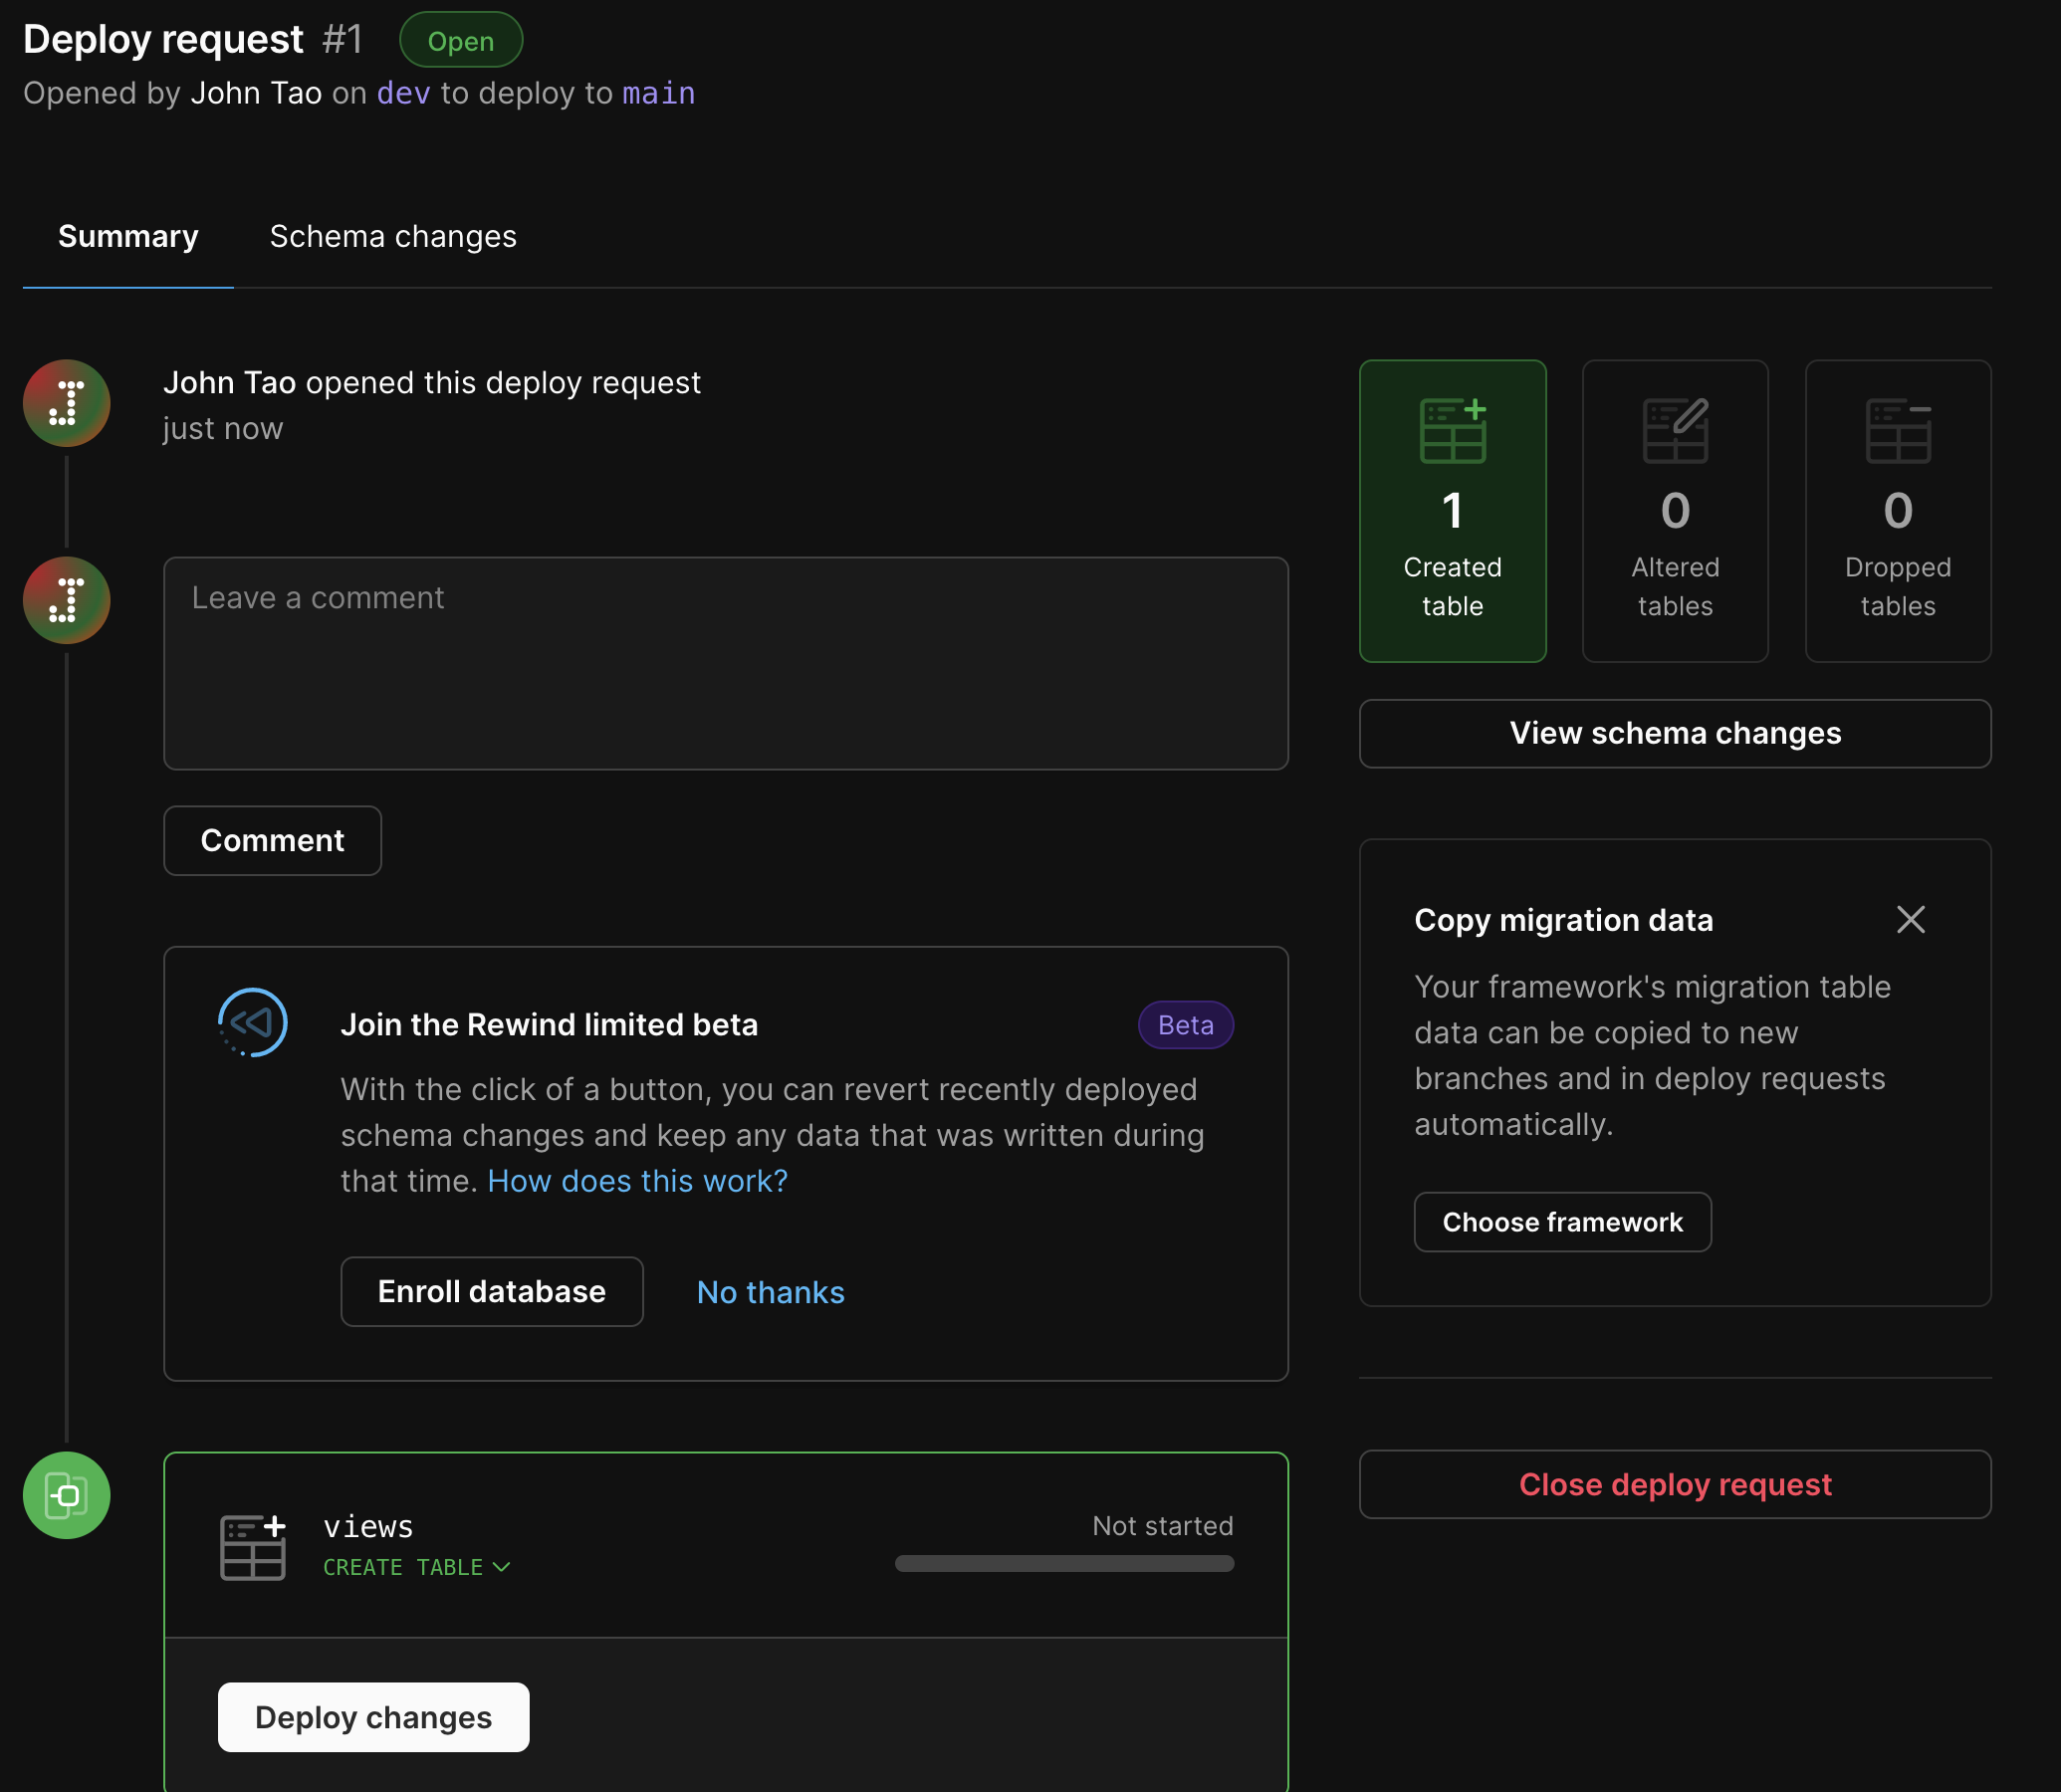 Deploy request #1 Open
Opened by John Tao on dev to deploy to main
Summary Schema changes
John Tao opened this deploy request
just now
Leave a comment
Comment
Join the Rewind limited beta Beta
With the click of a button, you can revert recently deployed
schema changes and keep any data that was written during
that time. How does this work?
Enroll database No thanks
views
CREATE TABLE
Not started
Deploy changes
1
Created
table
0
Altered
tables
0
Dropped
tables
View schema changes
Copy migration data
Your framework's migration table
data can be copied to new
branches and in deploy requests
automatically.
Choose framework
Close deploy request